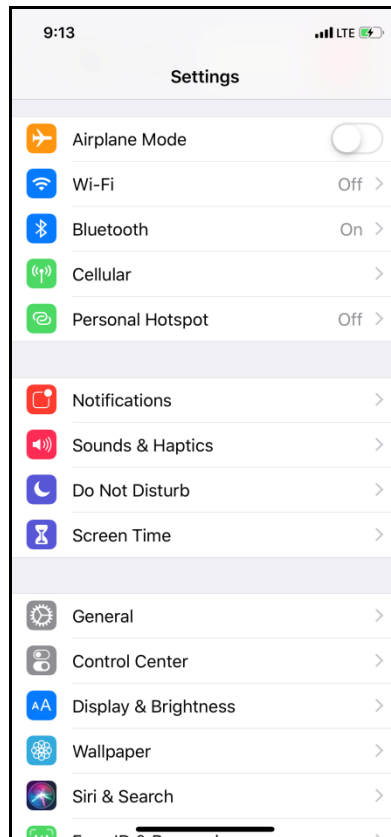 9:13 LTE
Settings
Airplane Mode
Wi-Fi Off
Bluetooth On
Cellular
Personal Hotspot Off
Notifications
Sounds & Haptics
Do Not Disturb
Screen Time
General
Control Center
AA Display & Brightness
Wallpaper
Siri & Search